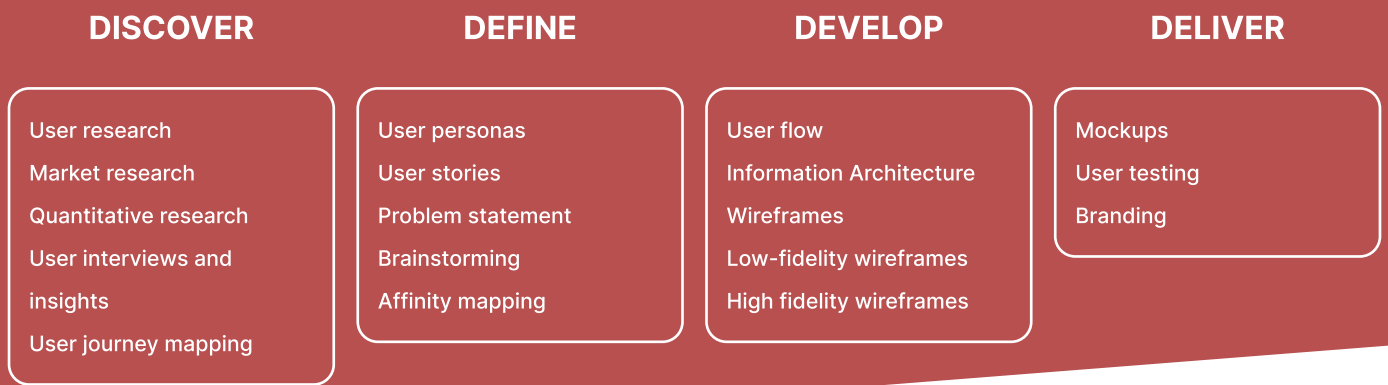 DISCOVER
User research
Market research
Quantitative research
User interviews and
insights
User journey mapping
DEFINE
User personas
User stories
Problem statement
Brainstorming
Affinity mapping
DEVELOP
User flow
Information Architecture
Wireframes
Low-fidelity wireframes
High fidelity wireframes
DELIVER
Mockups
User testing
Branding